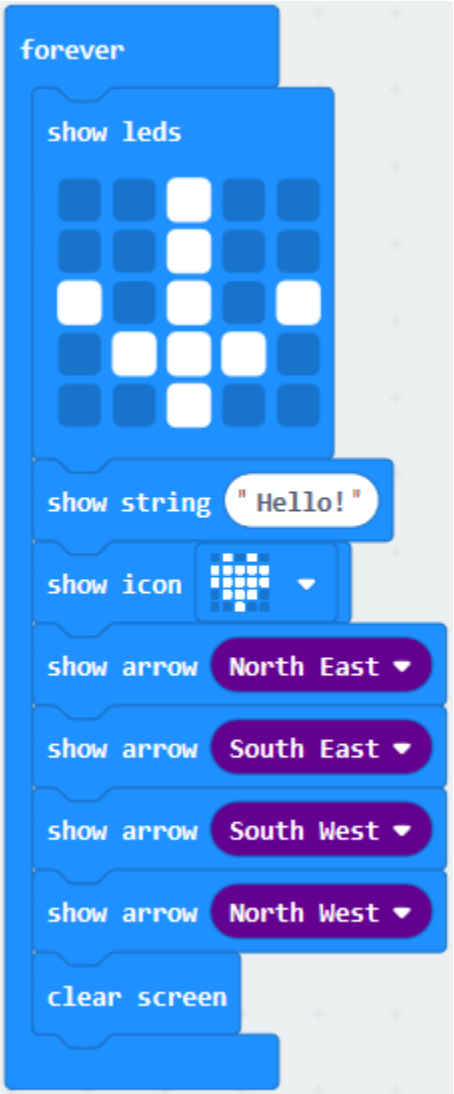 forever
show leds
show string "Hello!"
show icon
show arrow North East
show arrow South East
show arrow South West
show arrow North West
clear screen